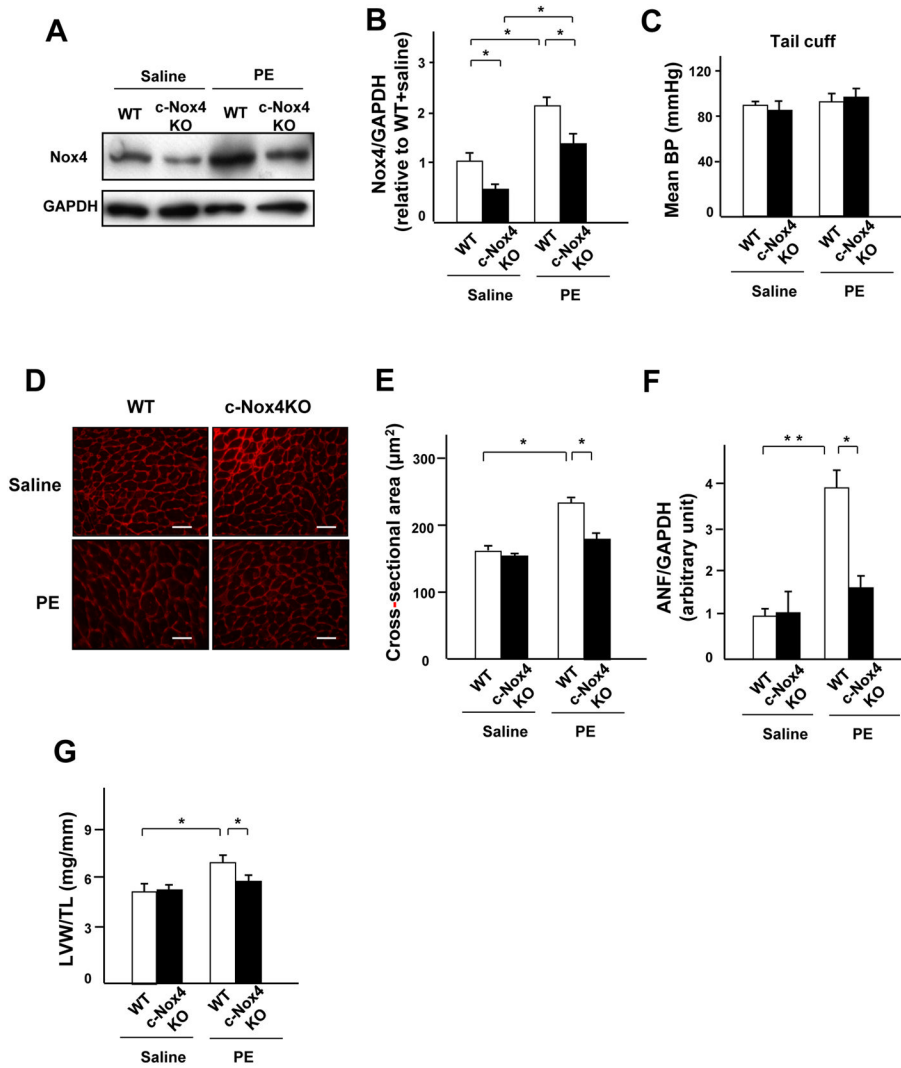 A
Saline PE
WT c-Nox4 KO WT c-Nox4 KO
Nox4
GAPDH
B
Nox4/GAPDH
(relative to WT+saline)
3
2
1
0
* * * *
WT c-Nox4 KO WT c-Nox4 KO
Saline PE
C
Tail cuff
Mean BP (mmHg)
120
80
40
0
WT c-Nox4 KO WT c-Nox4 KO
Saline PE
D
WT c-Nox4KO
Saline
PE
E
Cross-sectional area (µm²)
300
200
100
0
* *
WT c-Nox4 KO WT c-Nox4 KO
Saline PE
F
ANF/GAPDH
(arbitrary unit)
4
3
2
1
0
* * *
WT c-Nox4 KO WT c-Nox4 KO
Saline PE
G
LVW/TL (mg/mm)
9
6
3
0
* *
WT c-Nox4 KO WT c-Nox4 KO
Saline PE